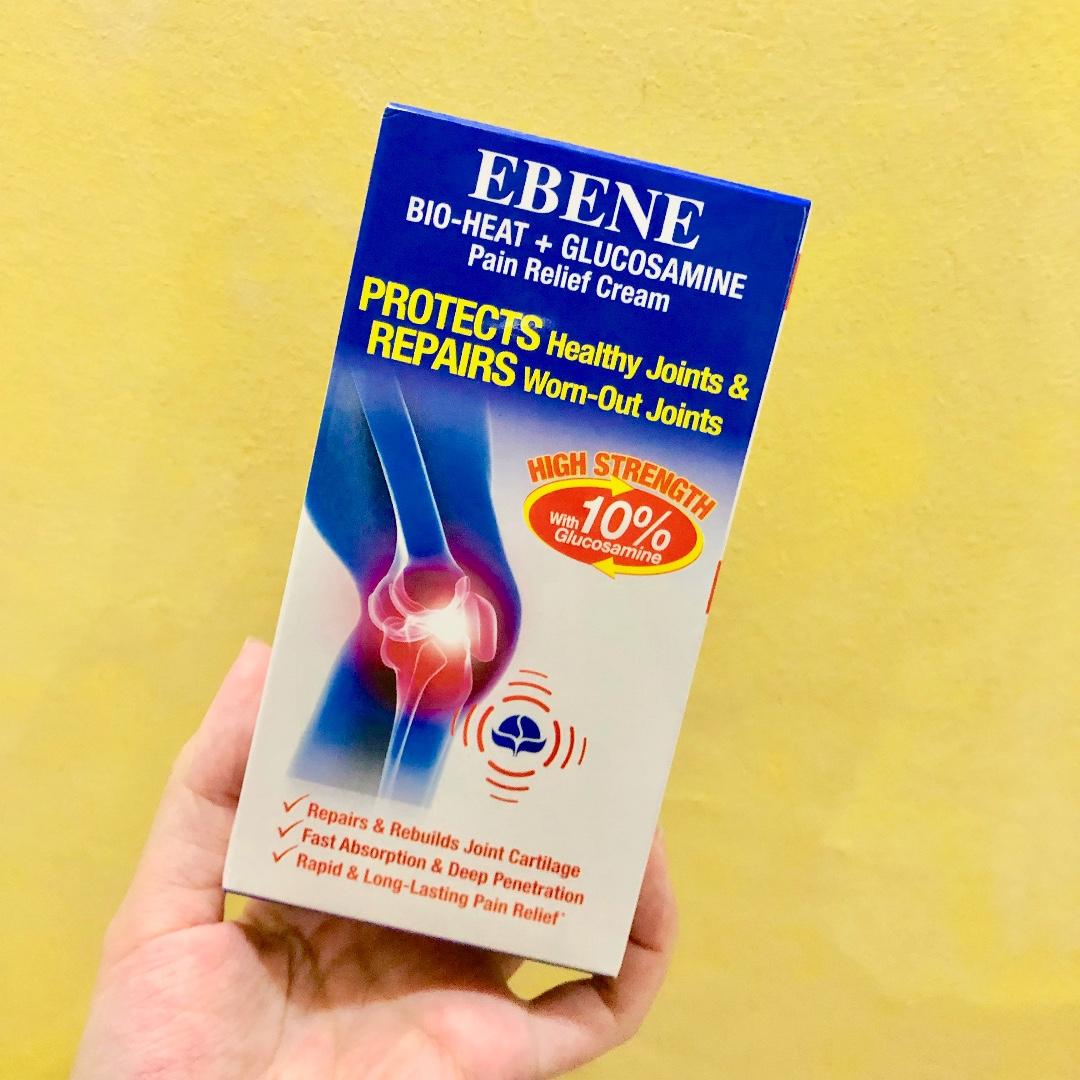 EBENE
BIO-HEAT + GLUCOSAMINE
Pain Relief Cream
PROTECTS Healthy Joints &
REPAIRS Worn-Out Joints
HIGH STRENGTH
With 10%
Glucosamine
✓ Repairs & Rebuilds Joint Cartilage
✓ Fast Absorption & Deep Penetration
✓ Rapid & Long-Lasting Pain Relief*